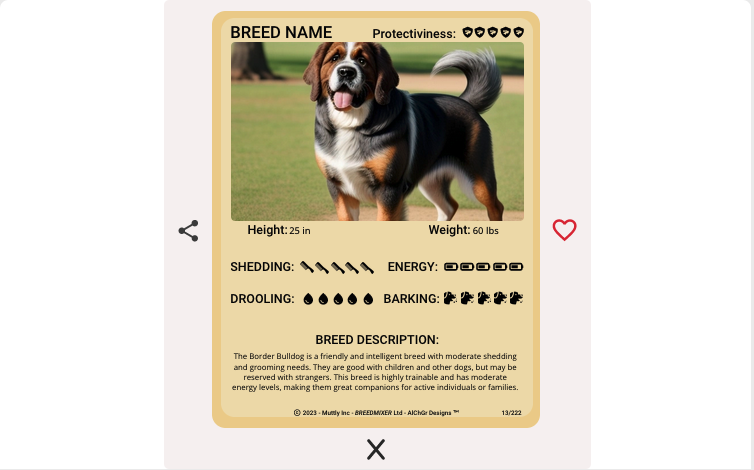 BREED NAME
Protectiviness:
Height: 25 in
Weight: 60 lbs
SHEDDING:
ENERGY:
DROOLING:
BARKING:
BREED DESCRIPTION:
The Border Bulldog is a friendly and intelligent breed with moderate shedding
and grooming needs. They are good with children and other dogs, but may be
reserved with strangers. This breed is highly trainable and has moderate
energy levels, making them great companions for active individuals or families.
© 2023 - Muttly Inc - BREEDMIXER Ltd - AIChGr Designs ™
13/222